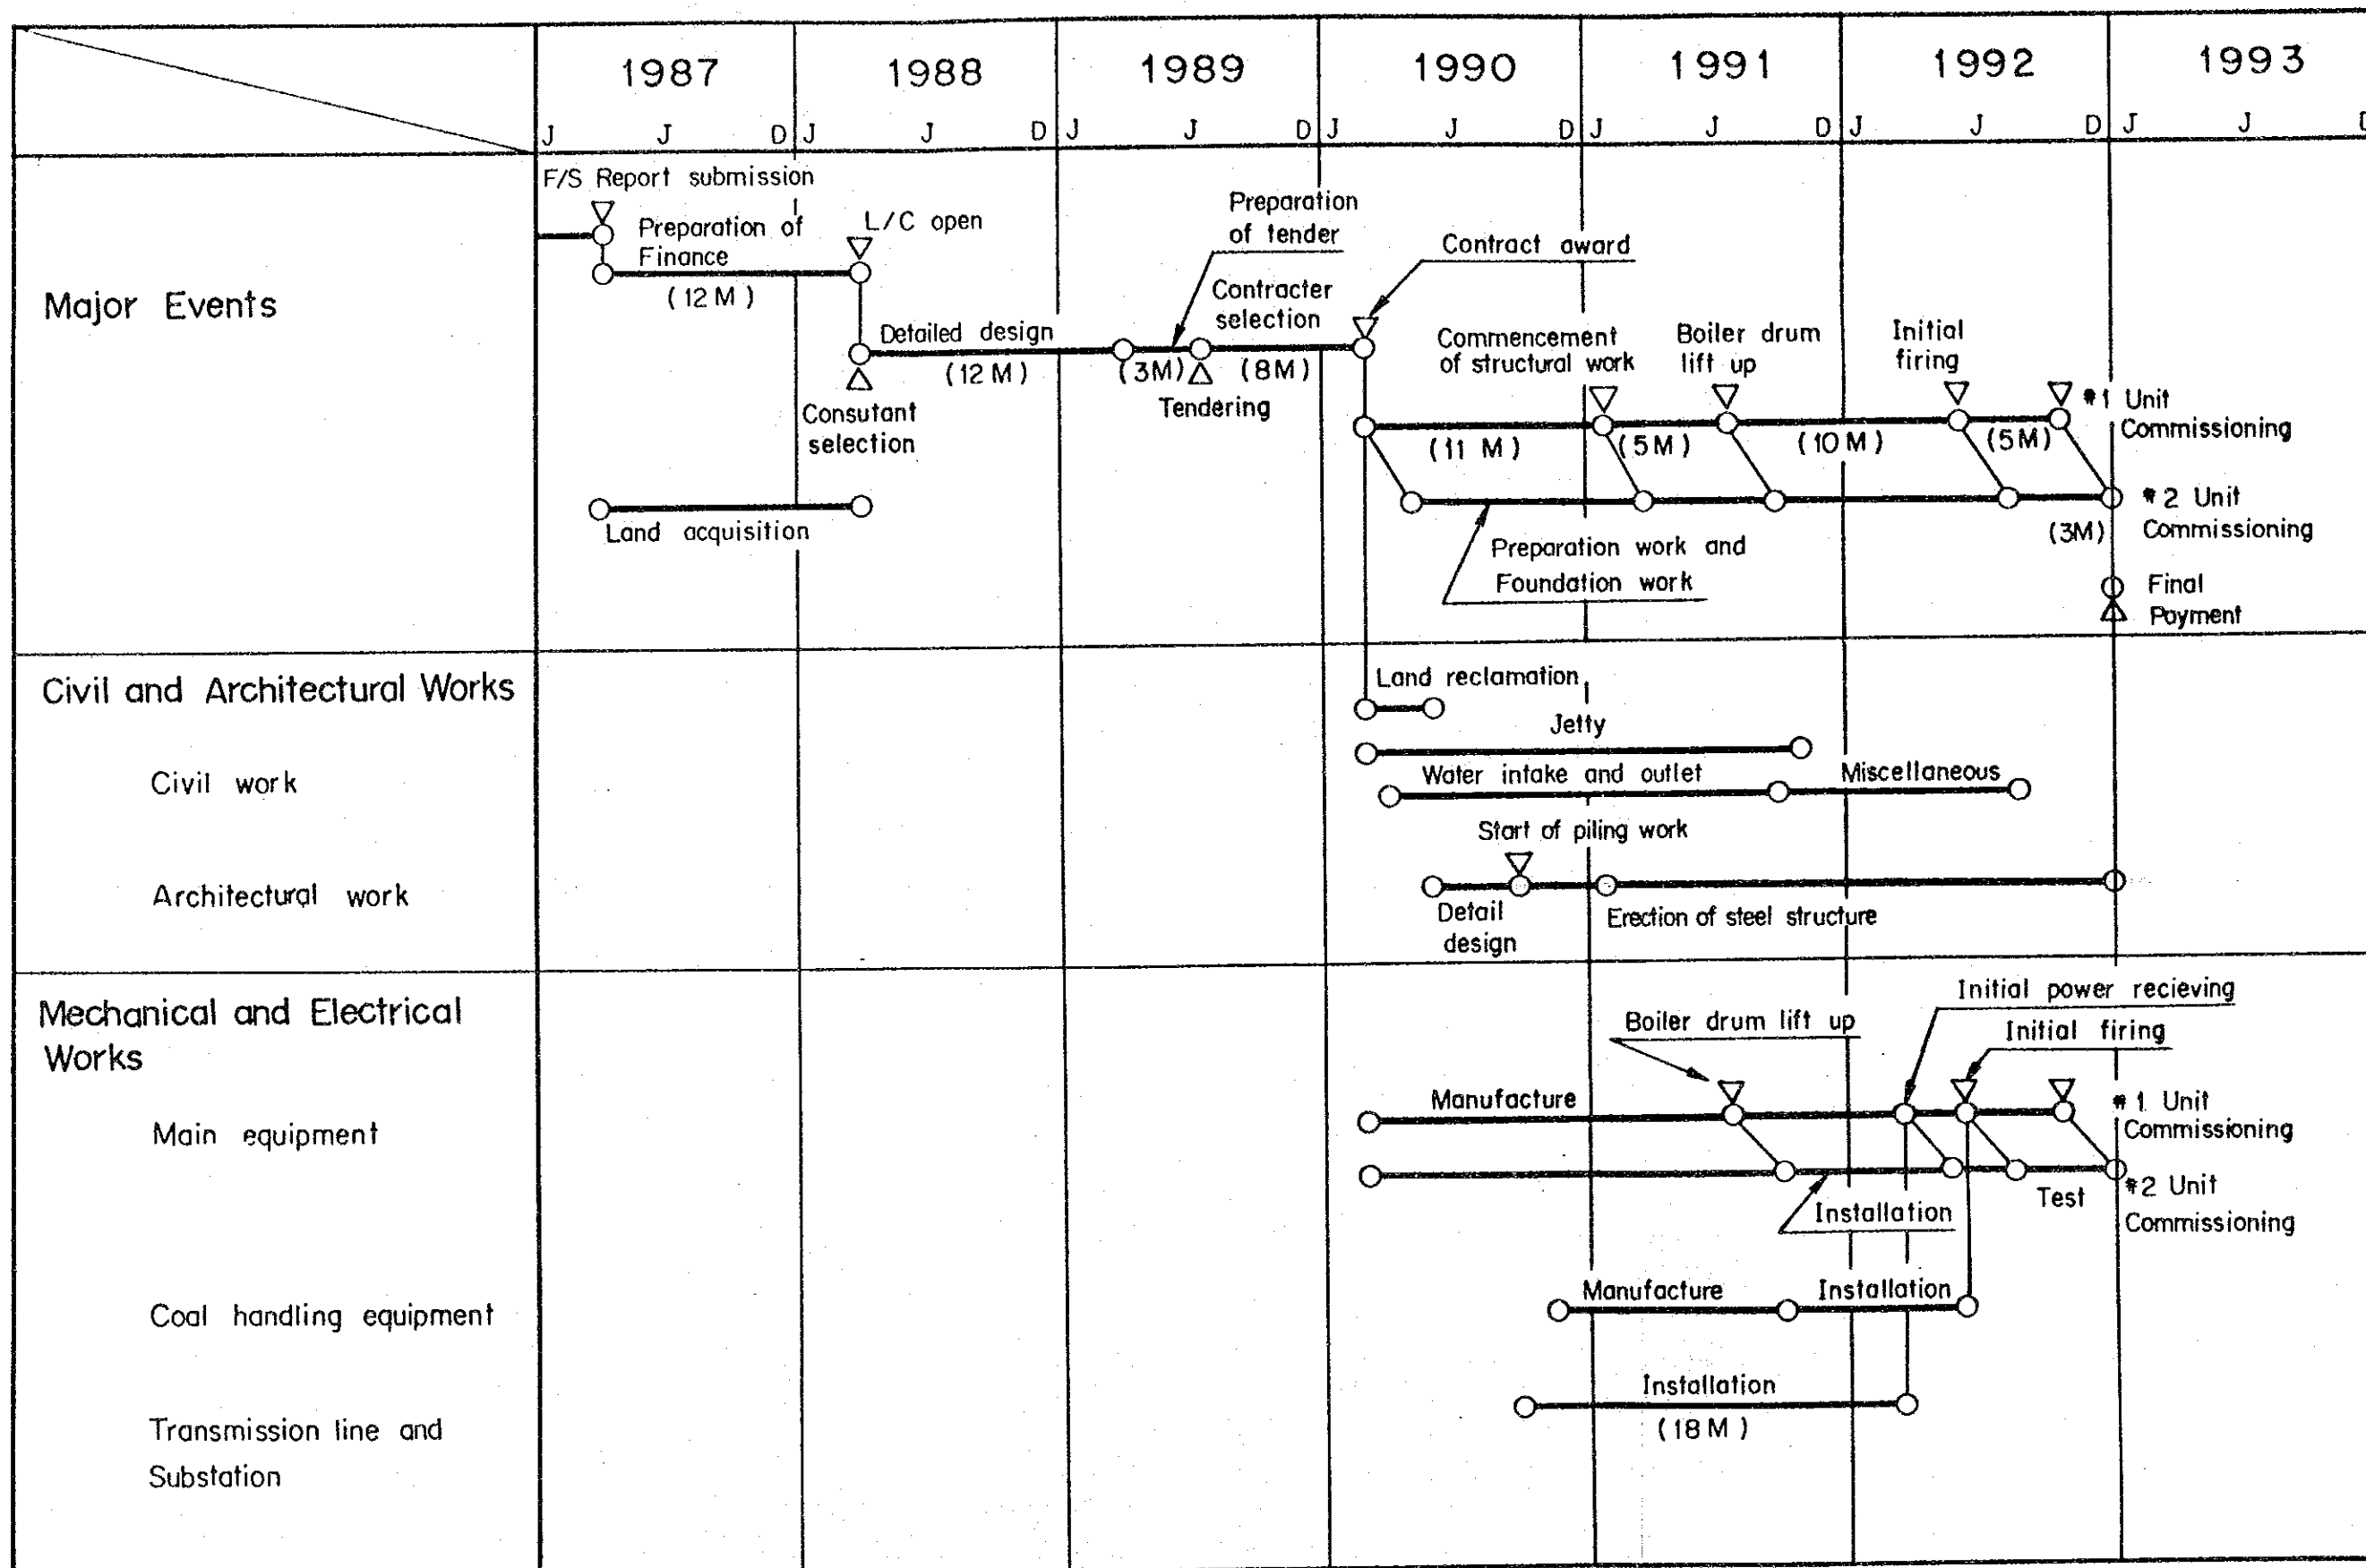 1987 1988 1989 1990 1991 1992 1993
J J D J J D J J D J J D J J D J J D J J D
Major Events
F/S Report submission
Preparation of
Finance
(12 M)
L/C open
Detailed design
(12 M)
Consutant
selection
Land acquisition
Preparation
of tender
(3M)
Contracter
selection
(8M)
Tendering
Contract award
Commencement
of structural work
Boiler drum
lift up
Initial
firing
(11 M)
(5M)
(10 M)
(5M)
#1 Unit
Commissioning
#2 Unit
Commissioning
(3M)
Preparation work and
Foundation work
Final
Payment
Civil and Architectural Works
Land reclamation
Jetty
Civil work
Water intake and outlet
Miscellaneous
Start of piling work
Architectural work
Detail
design
Erection of steel structure
Mechanical and Electrical
Works
Initial power recieving
Boiler drum lift up
Initial firing
Main equipment
Manufacture
#1 Unit
Commissioning
Installation
Test
#2 Unit
Commissioning
Coal handling equipment
Manufacture
Installation
Transmission line and
Substation
Installation
(18 M)